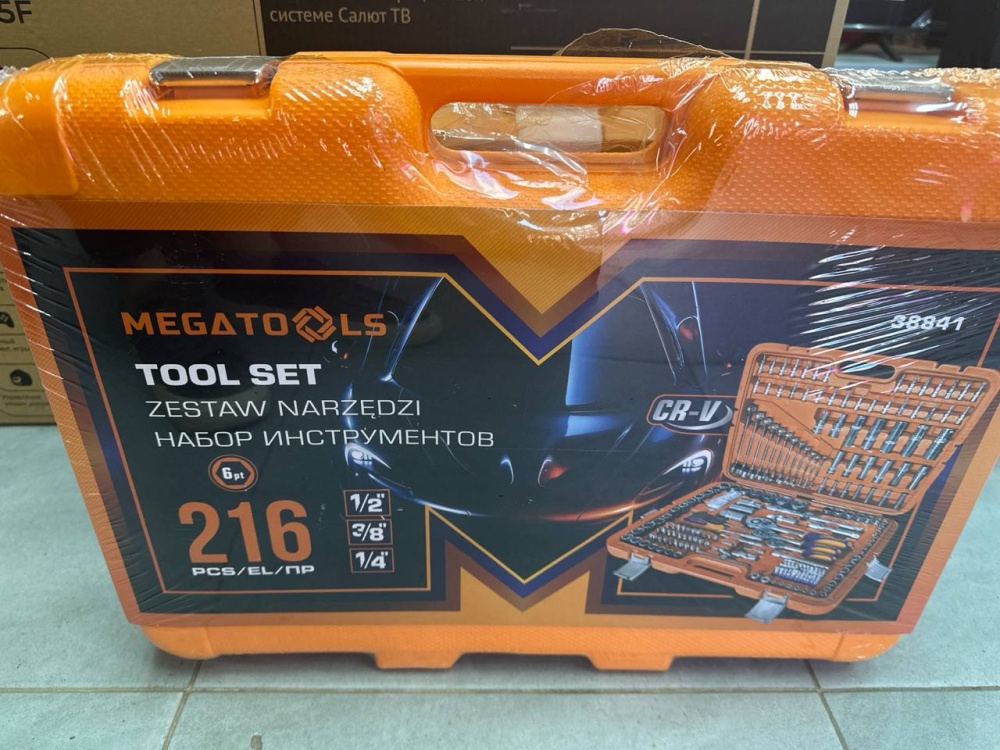 5F
системе Салют ТВ
MEGATOOLS
38841
TOOL SET
ZESTAW NARZĘDZI
НАБОР ИНСТРУМЕНТОВ
CR-V
6pt
216
PCS/EL/ПР
1/2"
3/8"
1/4"